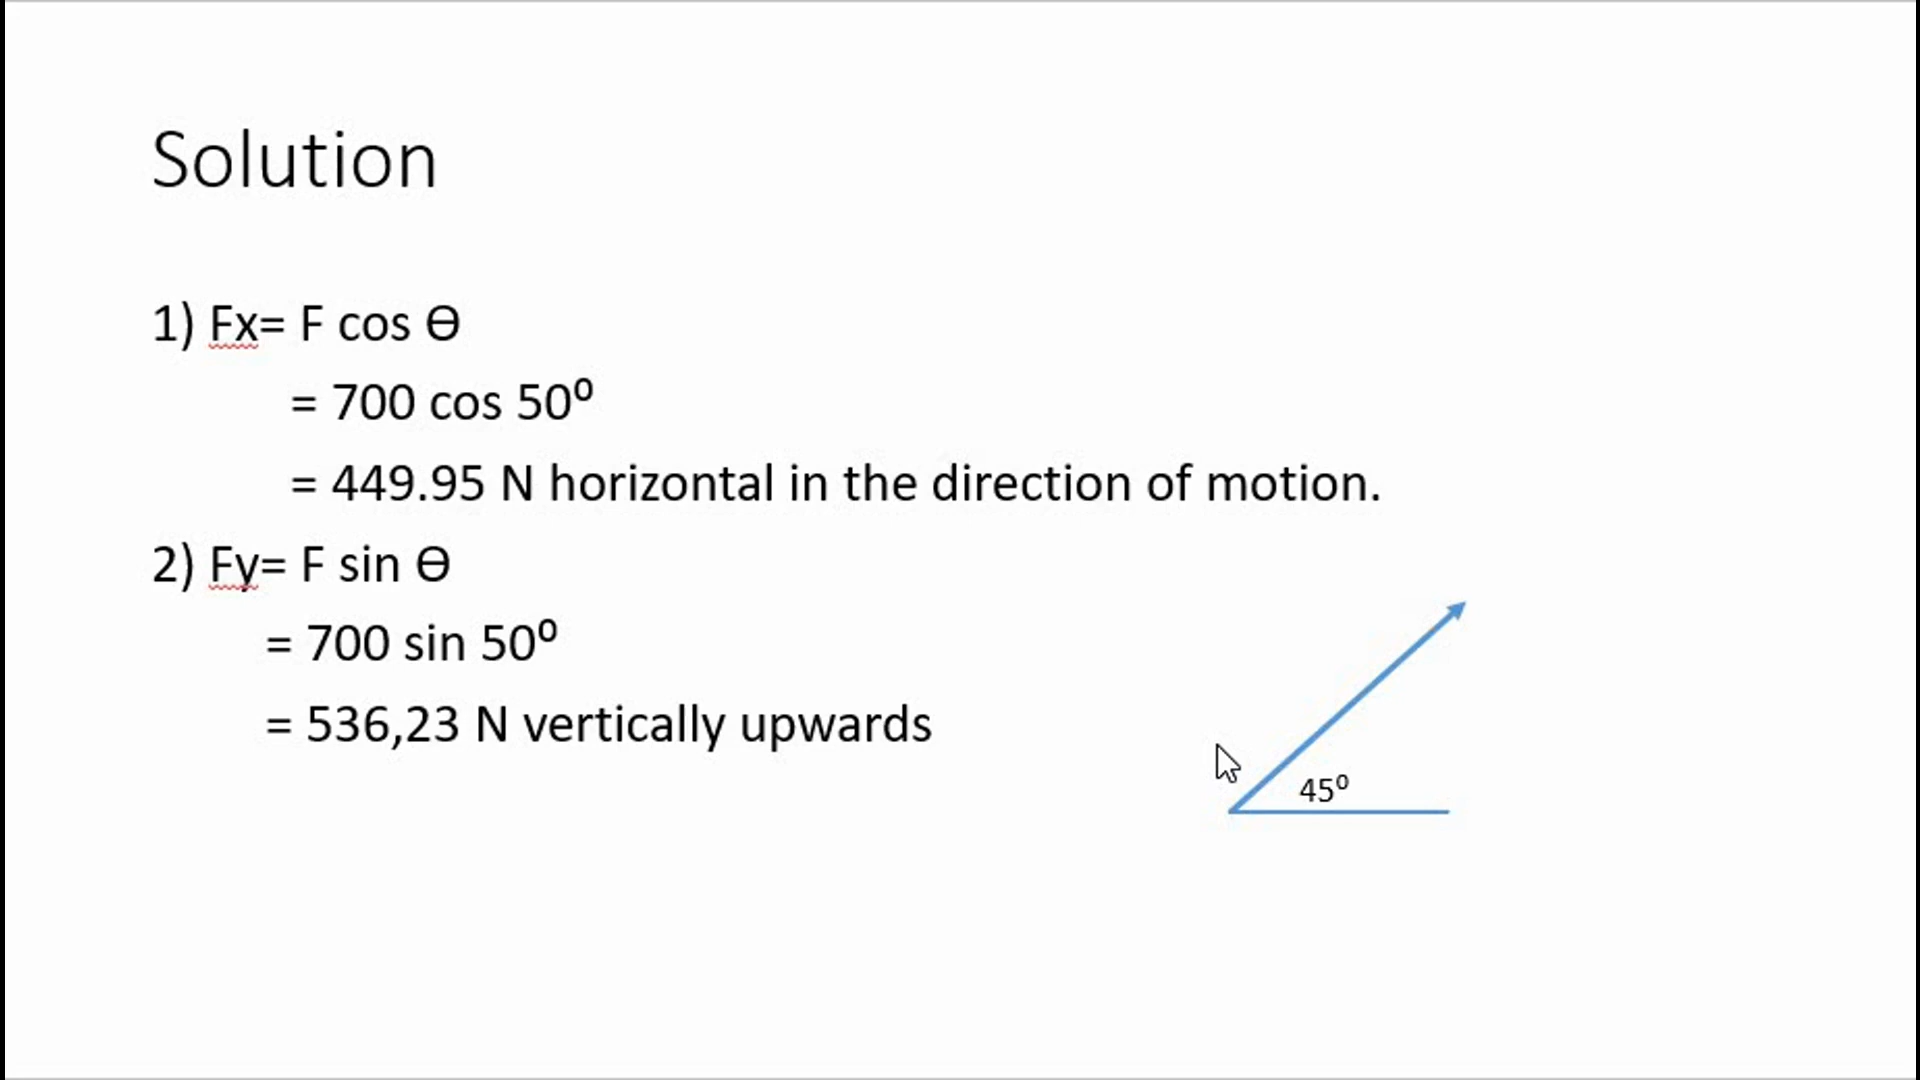 Solution
1) Fx= F cos Ө
= 700 cos 50⁰
= 449.95 N horizontal in the direction of motion.
2) Fy= F sin Ө
= 700 sin 50⁰
= 536,23 N vertically upwards
45⁰